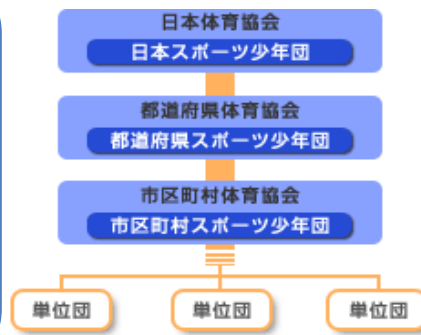 日本体育協会
日本スポーツ少年団
都道府県体育協会
都道府県スポーツ少年団
市区町村体育協会
市区町村スポーツ少年団
単位団 単位団 単位団